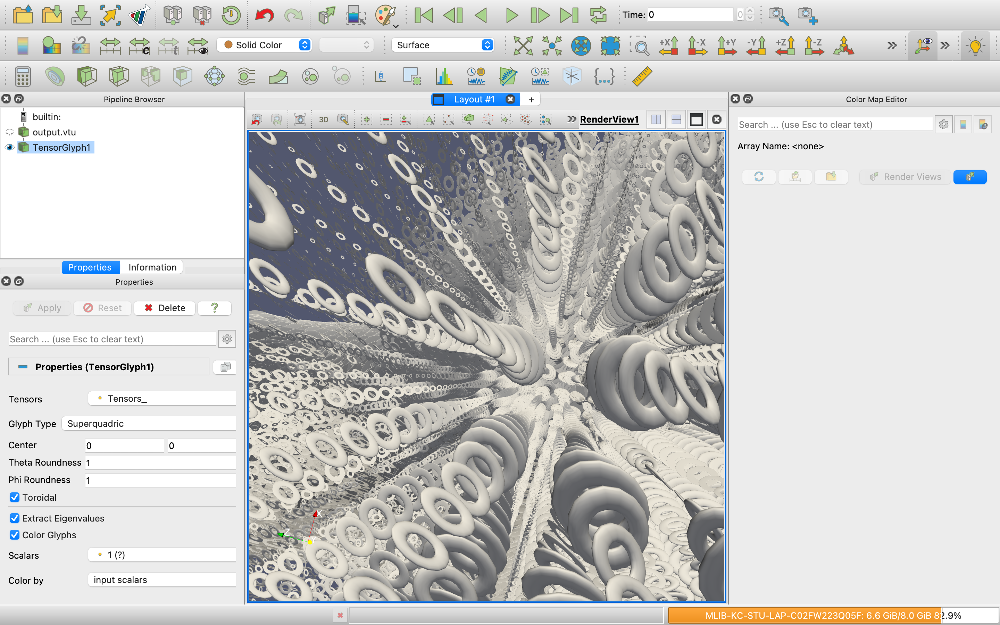 Time: 0 0
c t
Solid Color Surface +X -X +Y -Y +Z -Z
{...}
Pipeline Browser
builtin:
output.vtu
TensorGlyph1
Properties Information
Properties
Apply Reset Delete ?
Search ... (use Esc to clear text)
Properties (TensorGlyph1)
Tensors Tensors_
Glyph Type Superquadric
Center 0 0
Theta Roundness 1
Phi Roundness 1
Toroidal
Extract Eigenvalues
Color Glyphs
Scalars 1 (?)
Color by input scalars
Layout #1 +
3D RenderView1
X
Z
Y
Color Map Editor
Search ... (use Esc to clear text) e
Array Name: <none>
Render Views
MLIB-KC-STU-LAP-C02FW223Q05F: 6.6 GiB/8.0 GiB 82.9%